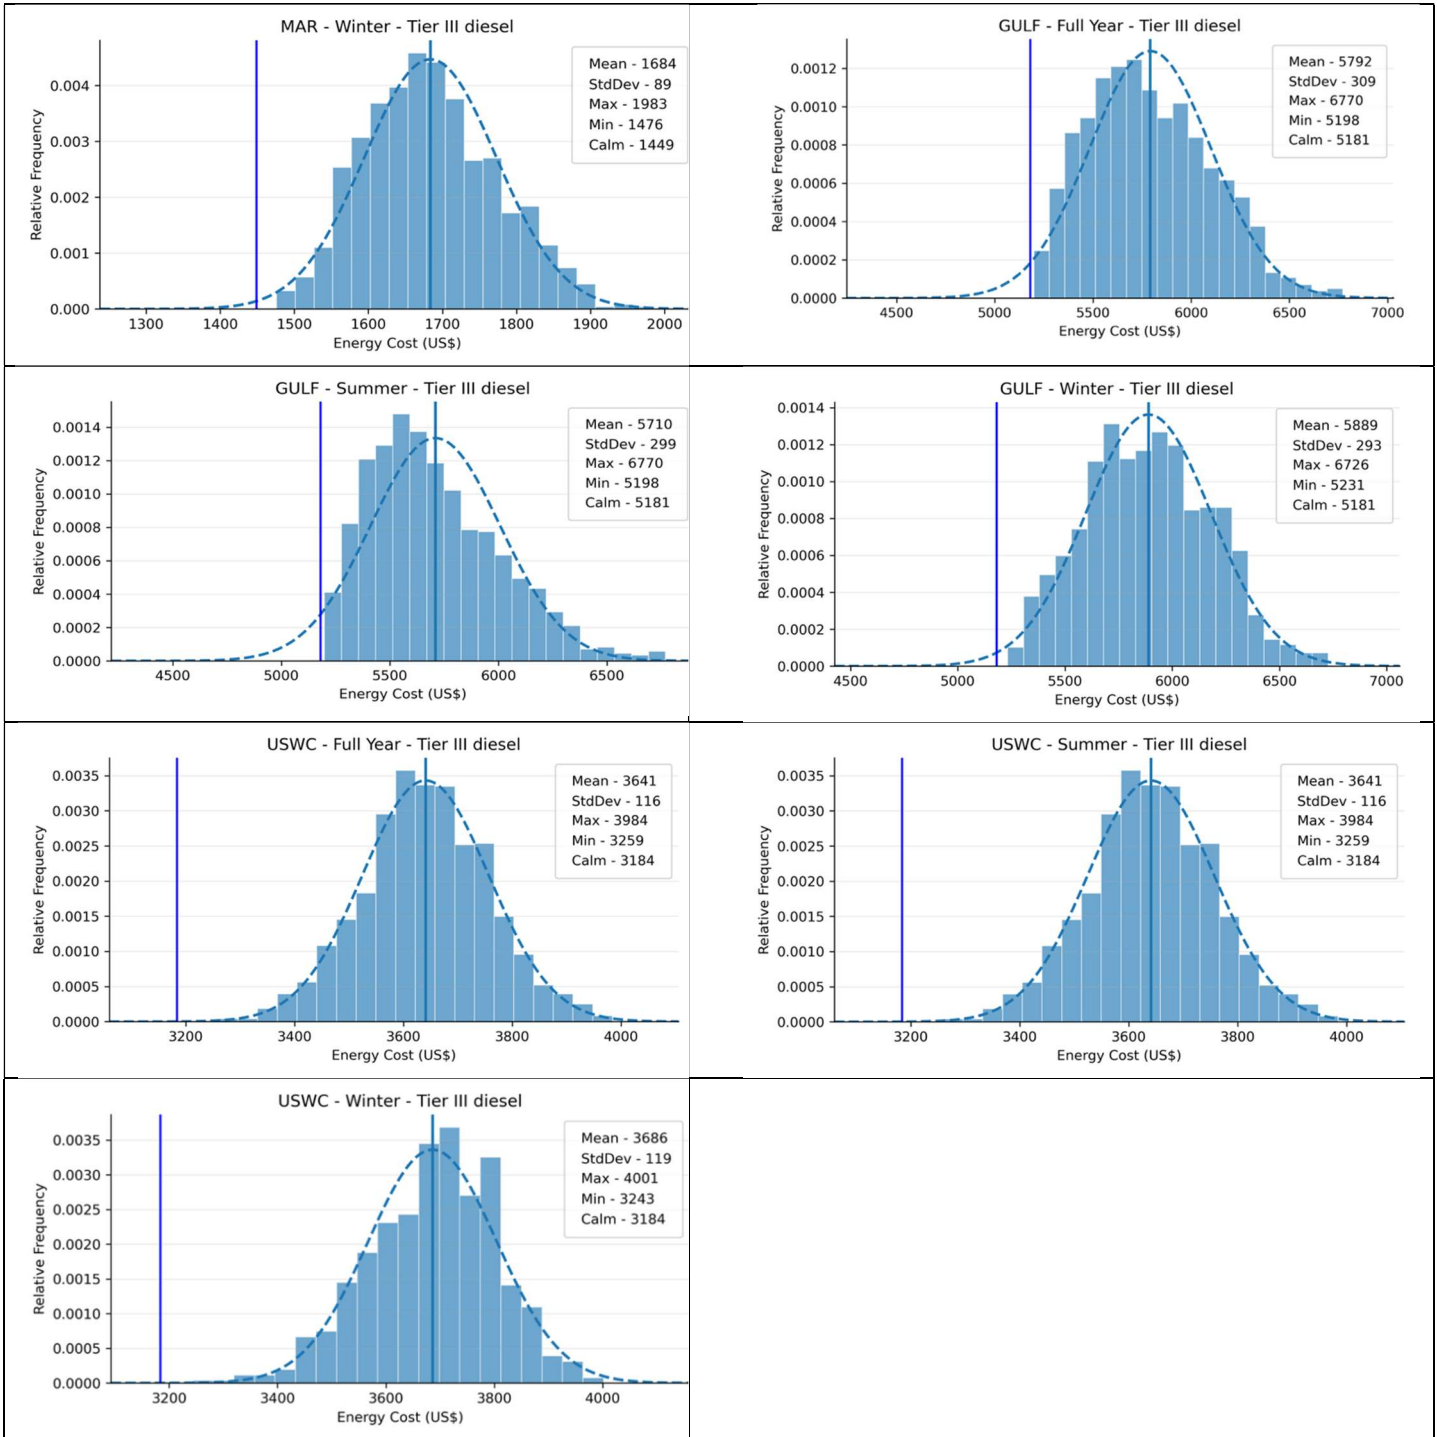 MAR - Winter - Tier III diesel
Relative Frequency
0.004
0.003
0.002
0.001
0.000
Mean - 1684
StdDev - 89
Max - 1983
Min - 1476
Calm - 1449
1300 1400 1500 1600 1700 1800 1900 2000
Energy Cost (US$)
GULF - Full Year - Tier III diesel
Relative Frequency
0.0012
0.0010
0.0008
0.0006
0.0004
0.0002
0.0000
Mean - 5792
StdDev - 309
Max - 6770
Min - 5198
Calm - 5181
4500 5000 5500 6000 6500 7000
Energy Cost (US$)
GULF - Summer - Tier III diesel
Relative Frequency
0.0014
0.0012
0.0010
0.0008
0.0006
0.0004
0.0002
0.0000
Mean - 5710
StdDev - 299
Max - 6770
Min - 5198
Calm - 5181
4500 5000 5500 6000 6500
Energy Cost (US$)
GULF - Winter - Tier III diesel
Relative Frequency
0.0014
0.0012
0.0010
0.0008
0.0006
0.0004
0.0002
0.0000
Mean - 5889
StdDev - 293
Max - 6726
Min - 5231
Calm - 5181
4500 5000 5500 6000 6500 7000
Energy Cost (US$)
USWC - Full Year - Tier III diesel
Relative Frequency
0.0035
0.0030
0.0025
0.0020
0.0015
0.0010
0.0005
0.0000
Mean - 3641
StdDev - 116
Max - 3984
Min - 3259
Calm - 3184
3200 3400 3600 3800 4000
Energy Cost (US$)
USWC - Summer - Tier III diesel
Relative Frequency
0.0035
0.0030
0.0025
0.0020
0.0015
0.0010
0.0005
0.0000
Mean - 3641
StdDev - 116
Max - 3984
Min - 3259
Calm - 3184
3200 3400 3600 3800 4000
Energy Cost (US$)
USWC - Winter - Tier III diesel
Relative Frequency
0.0035
0.0030
0.0025
0.0020
0.0015
0.0010
0.0005
0.0000
Mean - 3686
StdDev - 119
Max - 4001
Min - 3243
Calm - 3184
3200 3400 3600 3800 4000
Energy Cost (US$)